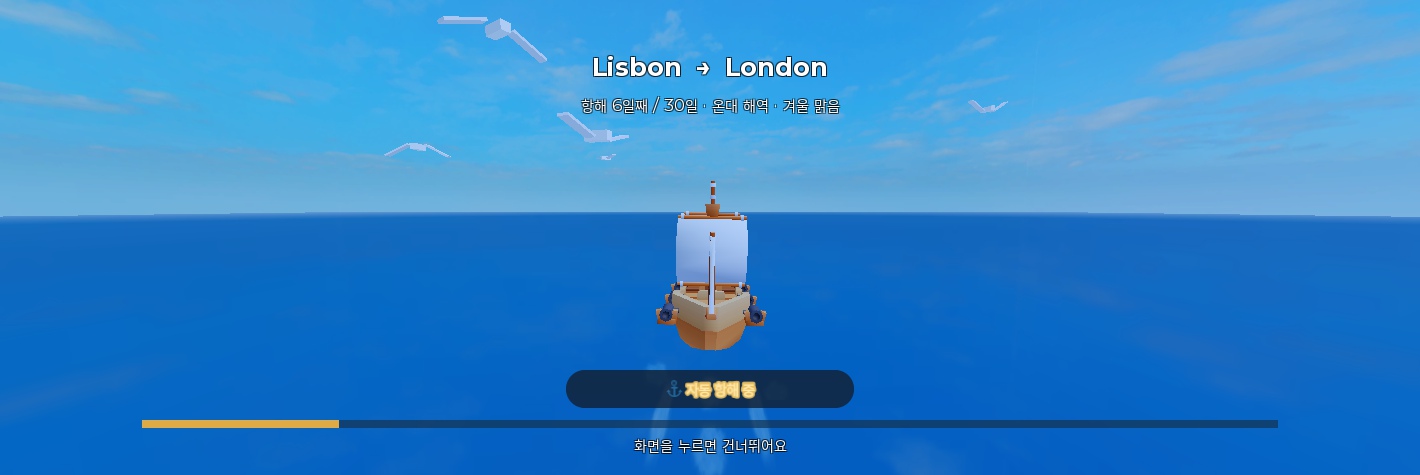 Lisbon → London
항해 6일째 / 30일 · 온대 해역 · 겨울 맑음
⚓ 자동 항해 중
화면을 누르면 건너뛰어요